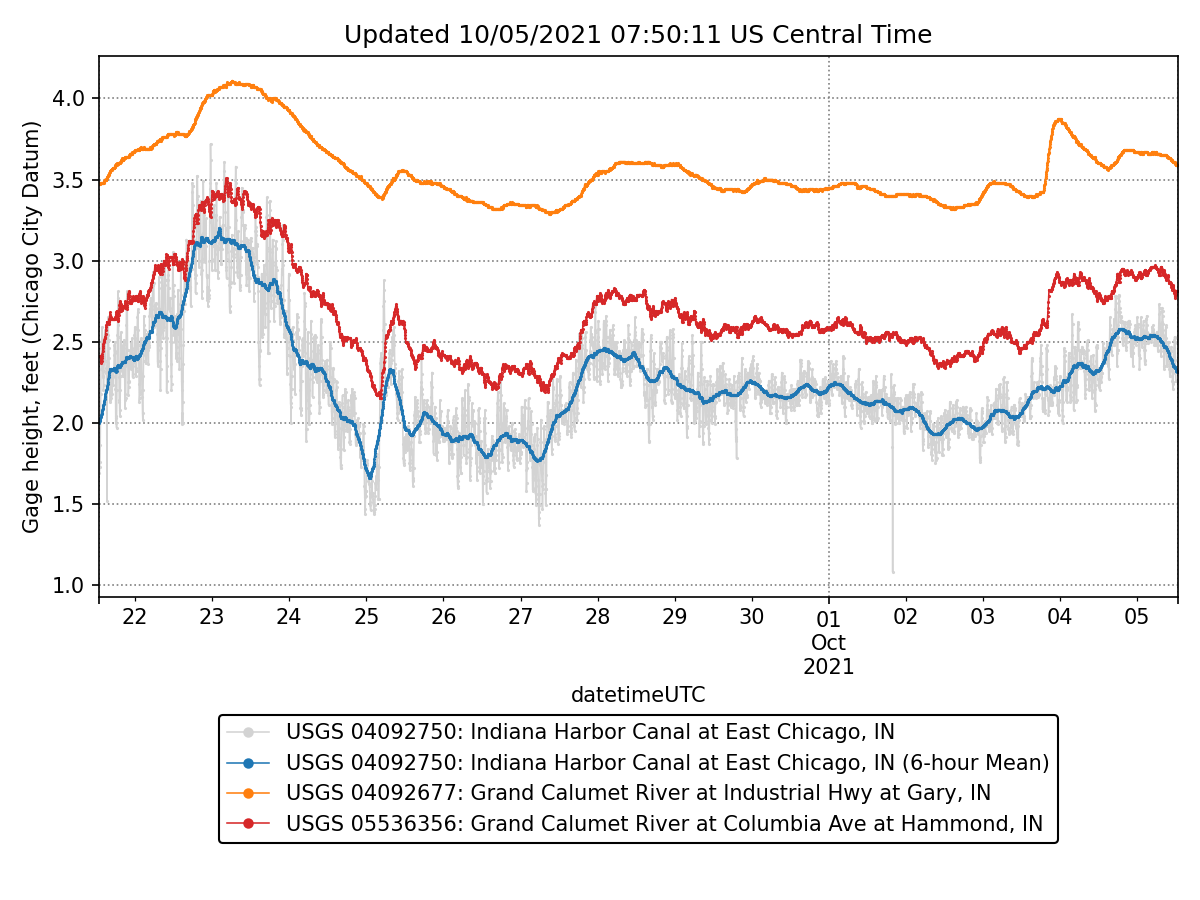 Updated 10/05/2021 07:50:11 US Central Time
Gage height, feet (Chicago City Datum)
4.0
3.5
3.0
2.5
2.0
1.5
1.0
22 23 24 25 26 27 28 29 30 01 02 03 04 05
Oct
2021
datetimeUTC
USGS 04092750: Indiana Harbor Canal at East Chicago, IN
USGS 04092750: Indiana Harbor Canal at East Chicago, IN (6-hour Mean)
USGS 04092677: Grand Calumet River at Industrial Hwy at Gary, IN
USGS 05536356: Grand Calumet River at Columbia Ave at Hammond, IN